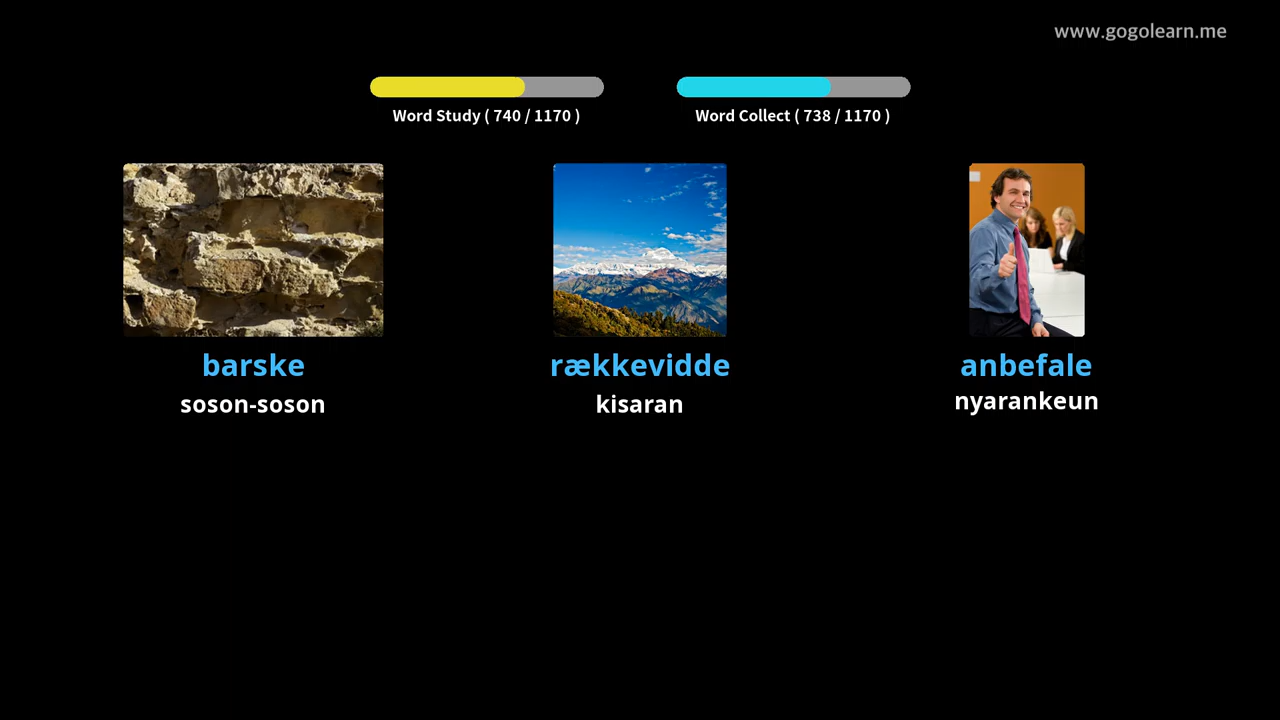 www.gogolearn.me
Word Study ( 740 / 1170 )
Word Collect ( 738 / 1170 )
barske
rækkevidde
anbefale
soson-soson
kisaran
nyarankeun